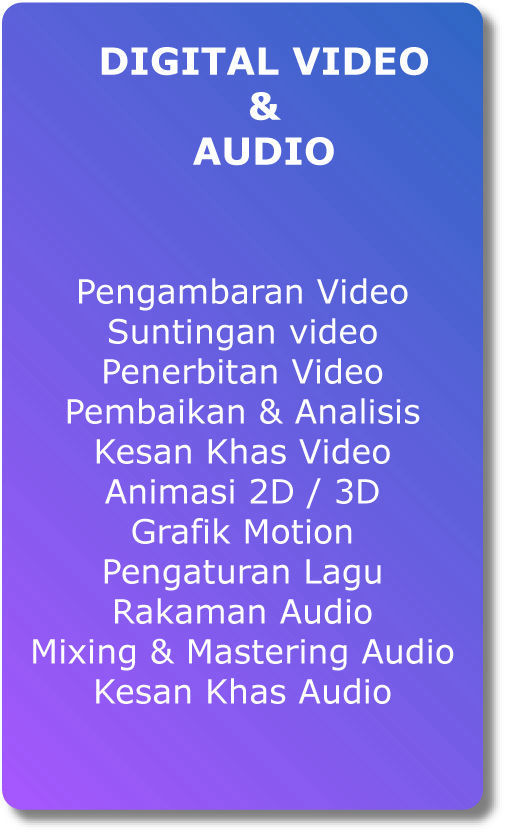 DIGITAL VIDEO
&
AUDIO
Pengambaran Video
Suntingan video
Penerbitan Video
Pembaikan & Analisis
Kesan Khas Video
Animasi 2D / 3D
Grafik Motion
Pengaturan Lagu
Rakaman Audio
Mixing & Mastering Audio
Kesan Khas Audio